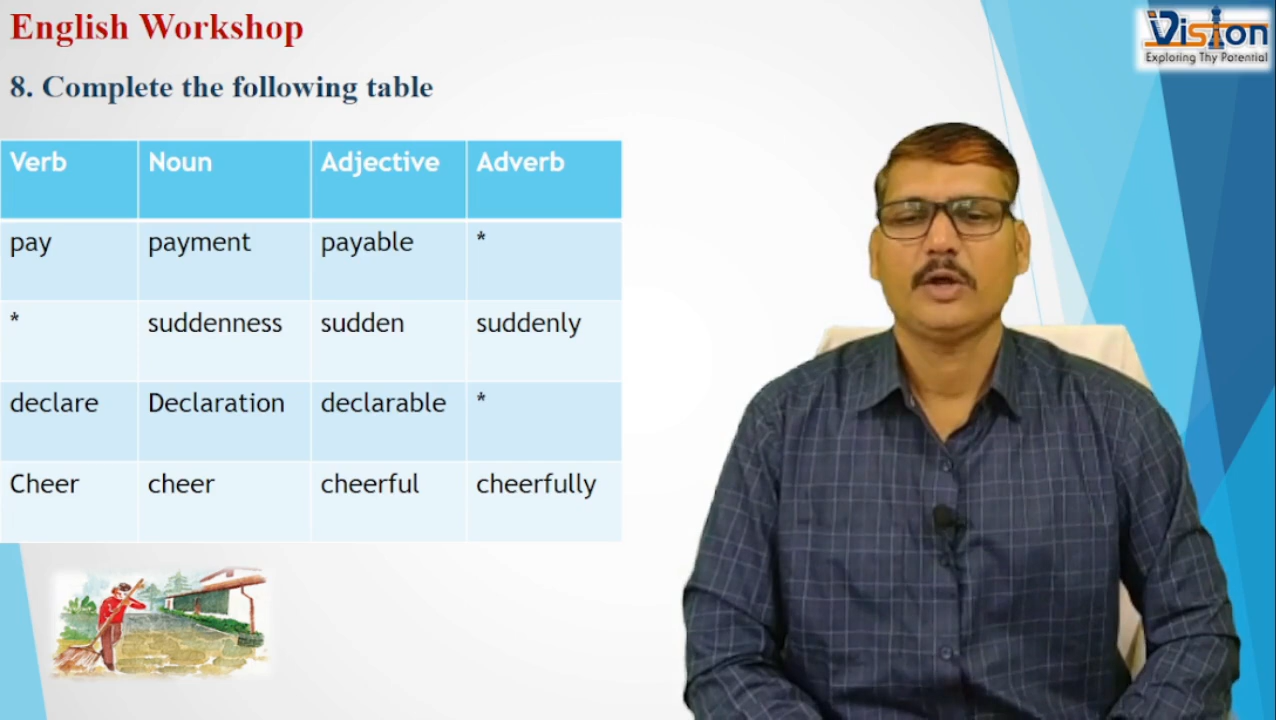 English Workshop
Vision
Exploring Thy Potential
8. Complete the following table
Verb Noun Adjective Adverb
pay payment payable *
* suddenness sudden suddenly
declare Declaration declarable *
Cheer cheer cheerful cheerfully